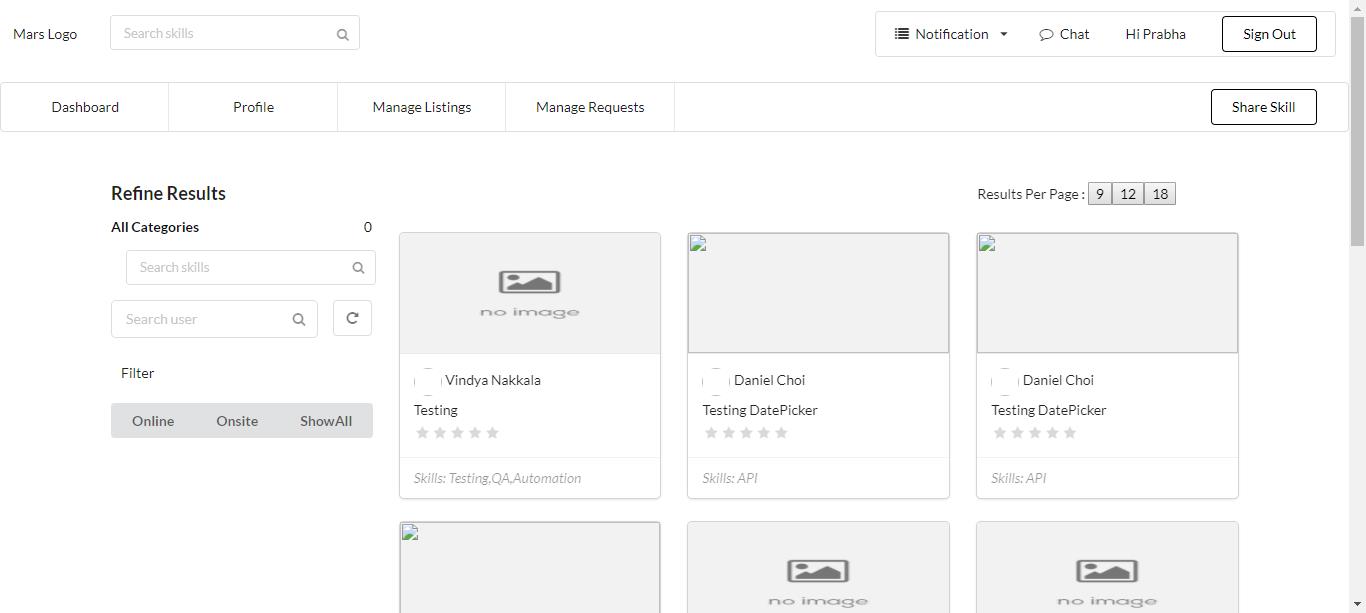 Mars Logo
Search skills
Notification
Chat
Hi Prabha
Sign Out
Dashboard
Profile
Manage Listings
Manage Requests
Share Skill
Refine Results
Results Per Page : 9 12 18
All Categories 0
Search skills
Search user
Filter
Online Onsite ShowAll
no image
Vindya Nakkala
Testing
Skills: Testing,QA,Automation
Daniel Choi
Testing DatePicker
Skills: API
Daniel Choi
Testing DatePicker
Skills: API
no image
no image